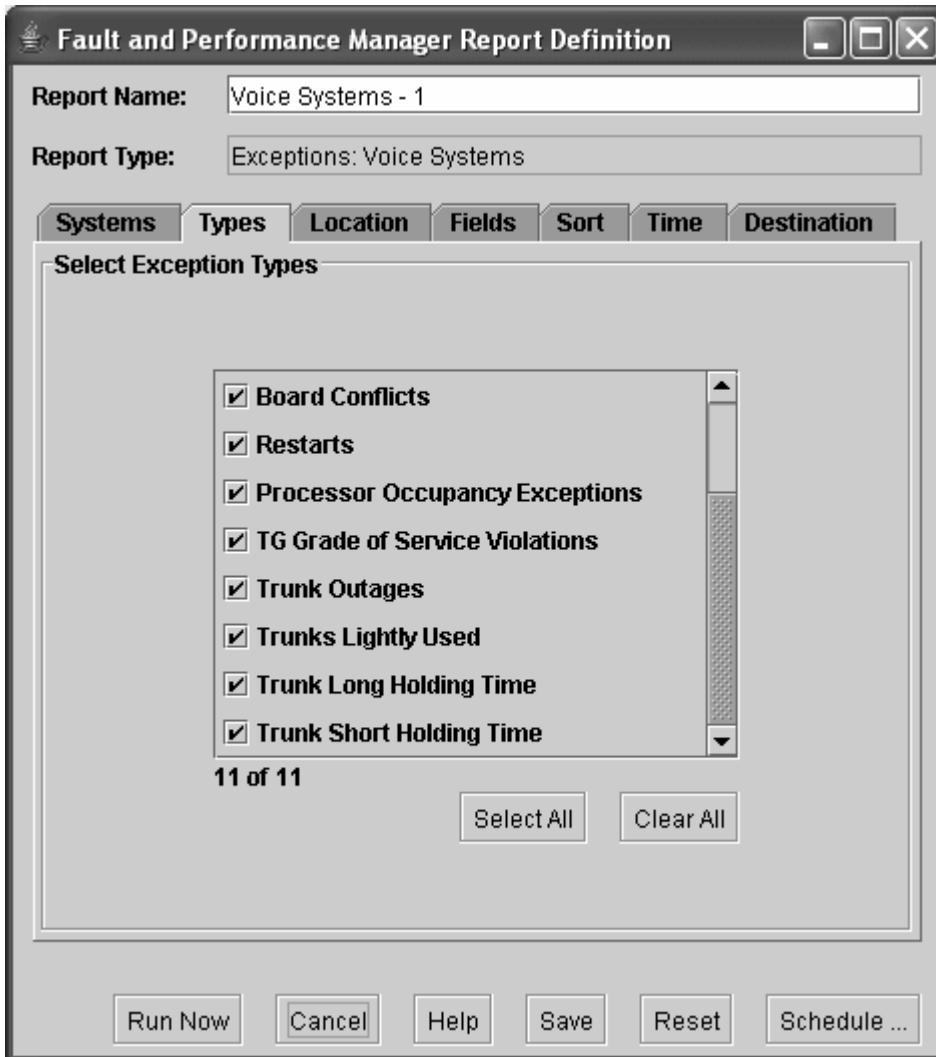 Fault and Performance Manager Report Definition
Report Name: Voice Systems - 1
Report Type: Exceptions: Voice Systems
Systems Types Location Fields Sort Time Destination
Select Exception Types
Board Conflicts
Restarts
Processor Occupancy Exceptions
TG Grade of Service Violations
Trunk Outages
Trunks Lightly Used
Trunk Long Holding Time
Trunk Short Holding Time
11 of 11
Select All Clear All
Run Now Cancel Help Save Reset Schedule ...